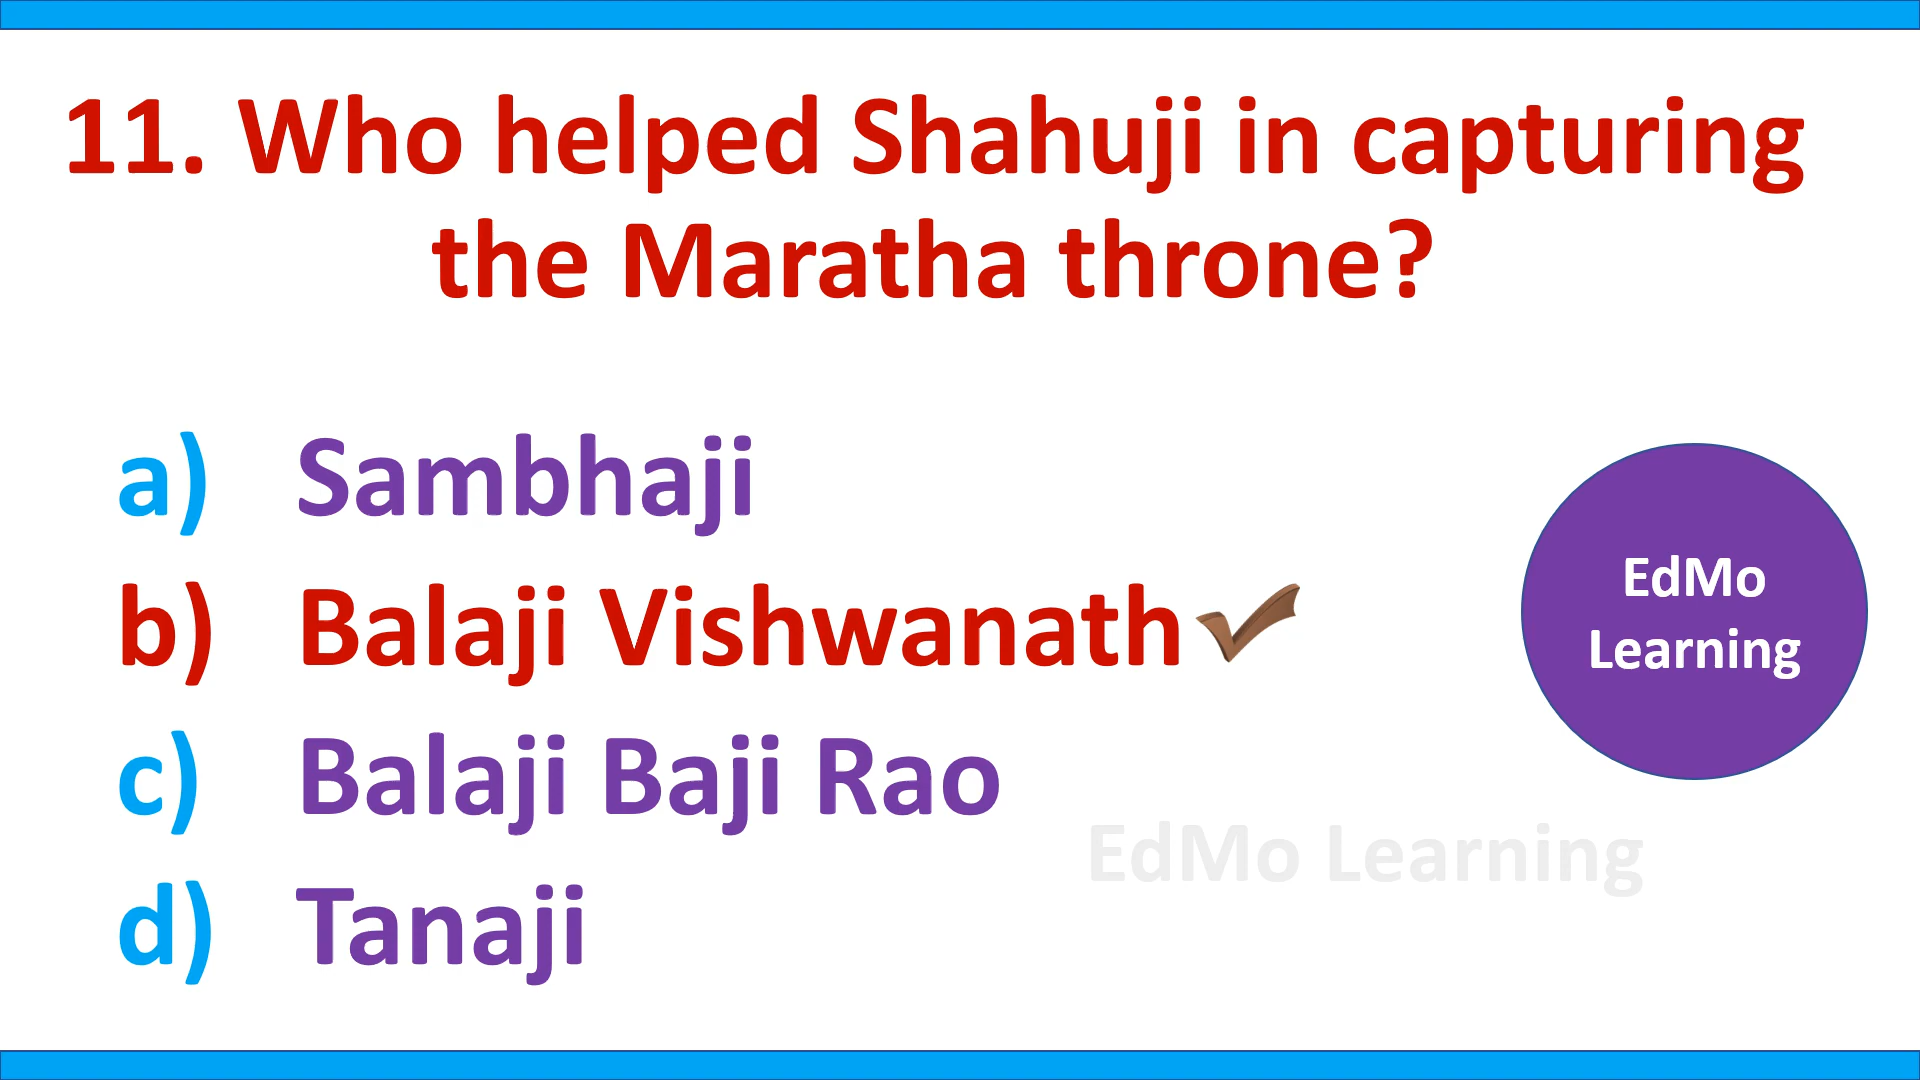 11. Who helped Shahuji in capturing
the Maratha throne?
a) Sambhaji
b) Balaji Vishwanath
c) Balaji Baji Rao
d) Tanaji
EdMo
Learning
EdMo Learning